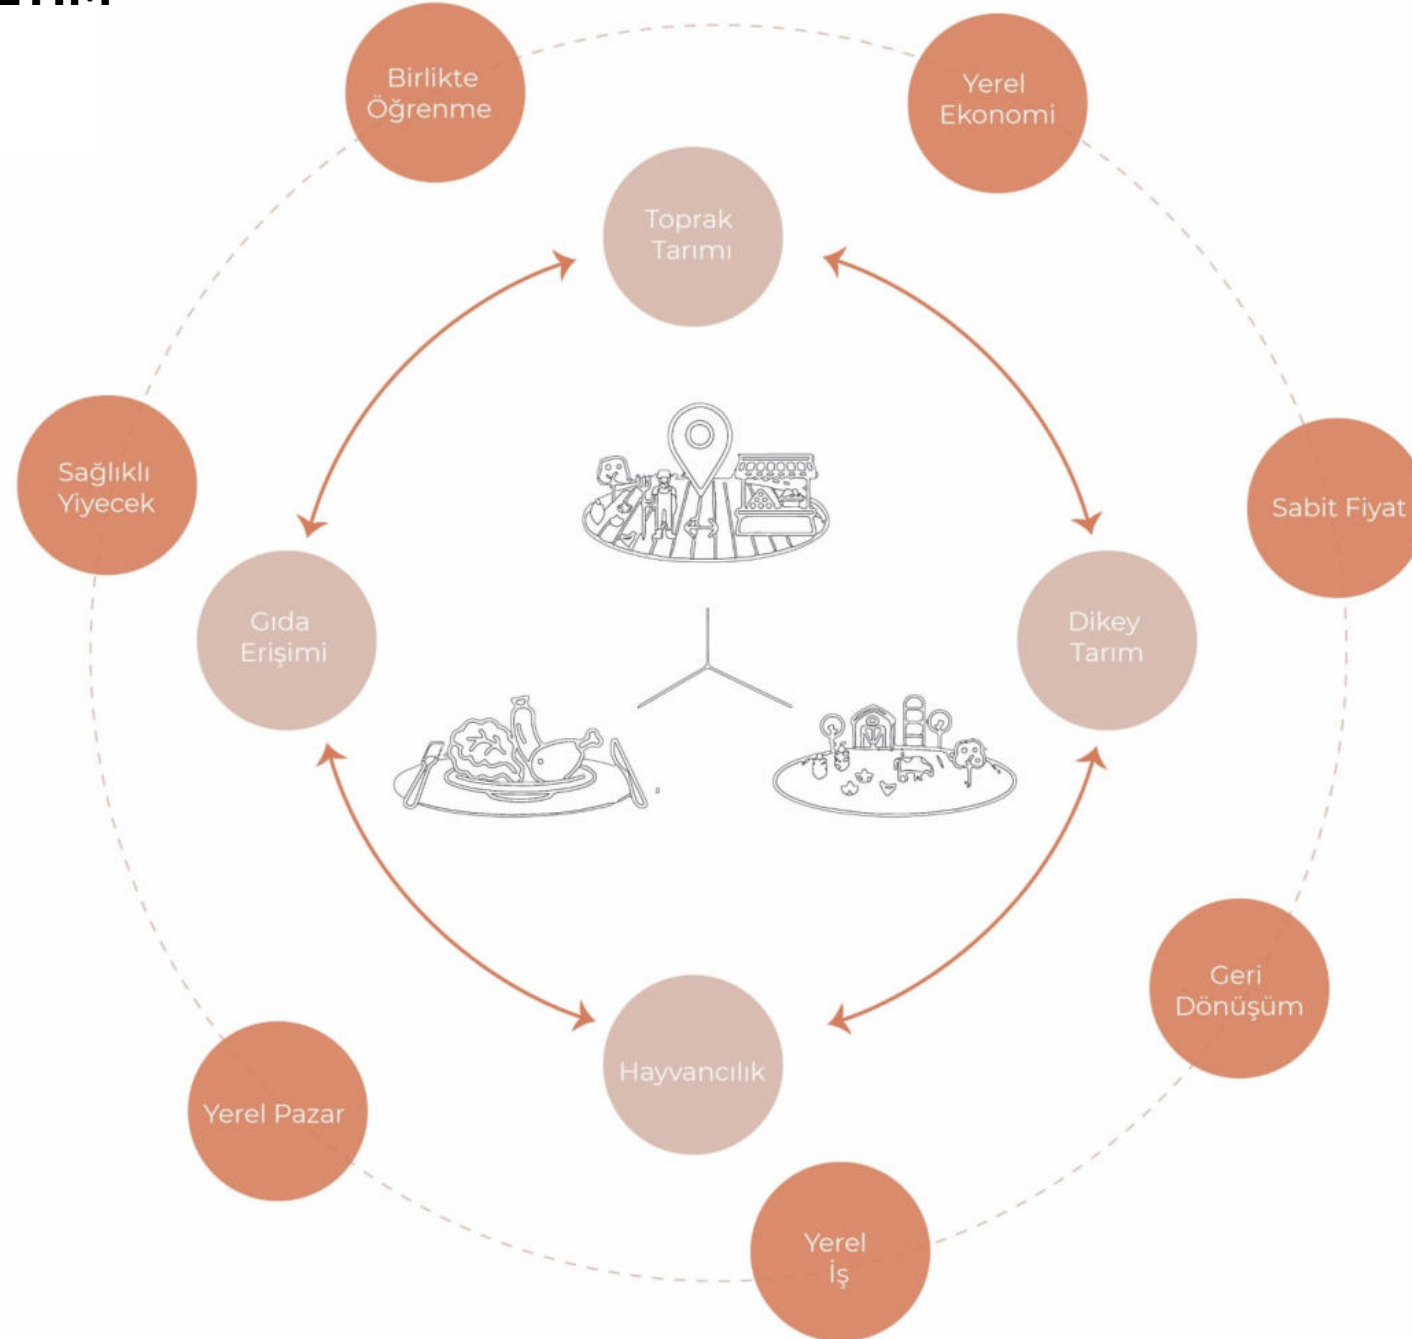 Birlikte
Öğrenme
Yerel
Ekonomi
Toprak
Tarımı
Sağlıklı
Yiyecek
Sabit Fiyat
Gıda
Erişimi
Dikey
Tarım
Geri
Dönüşüm
Hayvancılık
Yerel Pazar
Yerel
İş